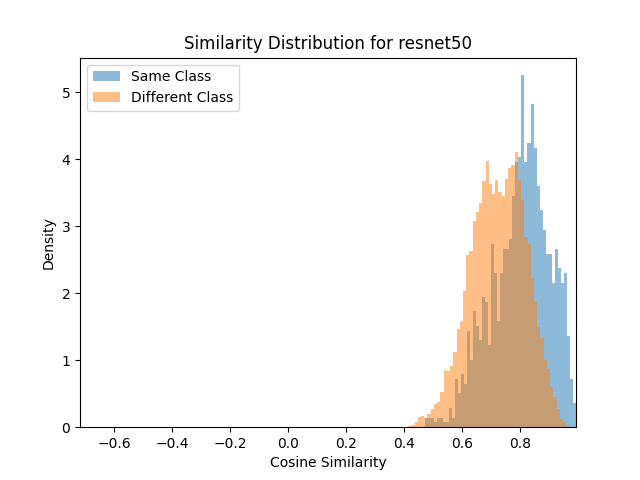 Similarity Distribution for resnet50
Same Class
Different Class
5
4
3
2
1
0
Density
−0.6 −0.4 −0.2 0.0 0.2 0.4 0.6 0.8
Cosine Similarity